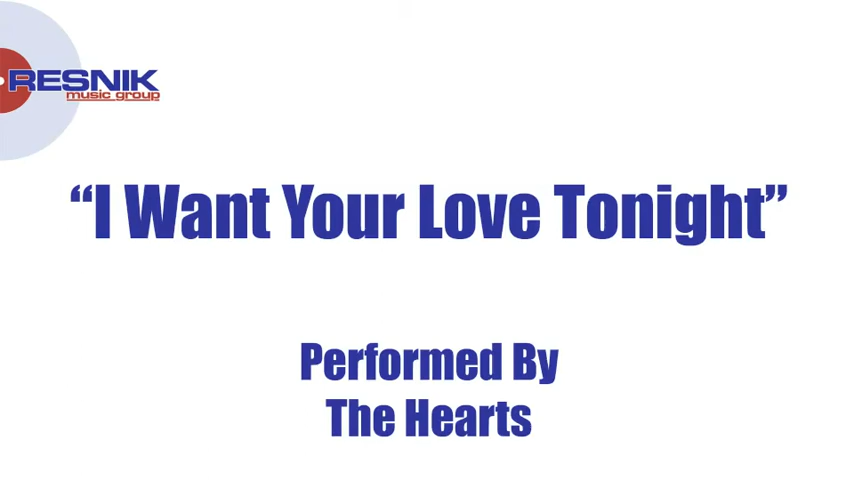 RESNIK
music group
“I Want Your Love Tonight”
Performed By
The Hearts